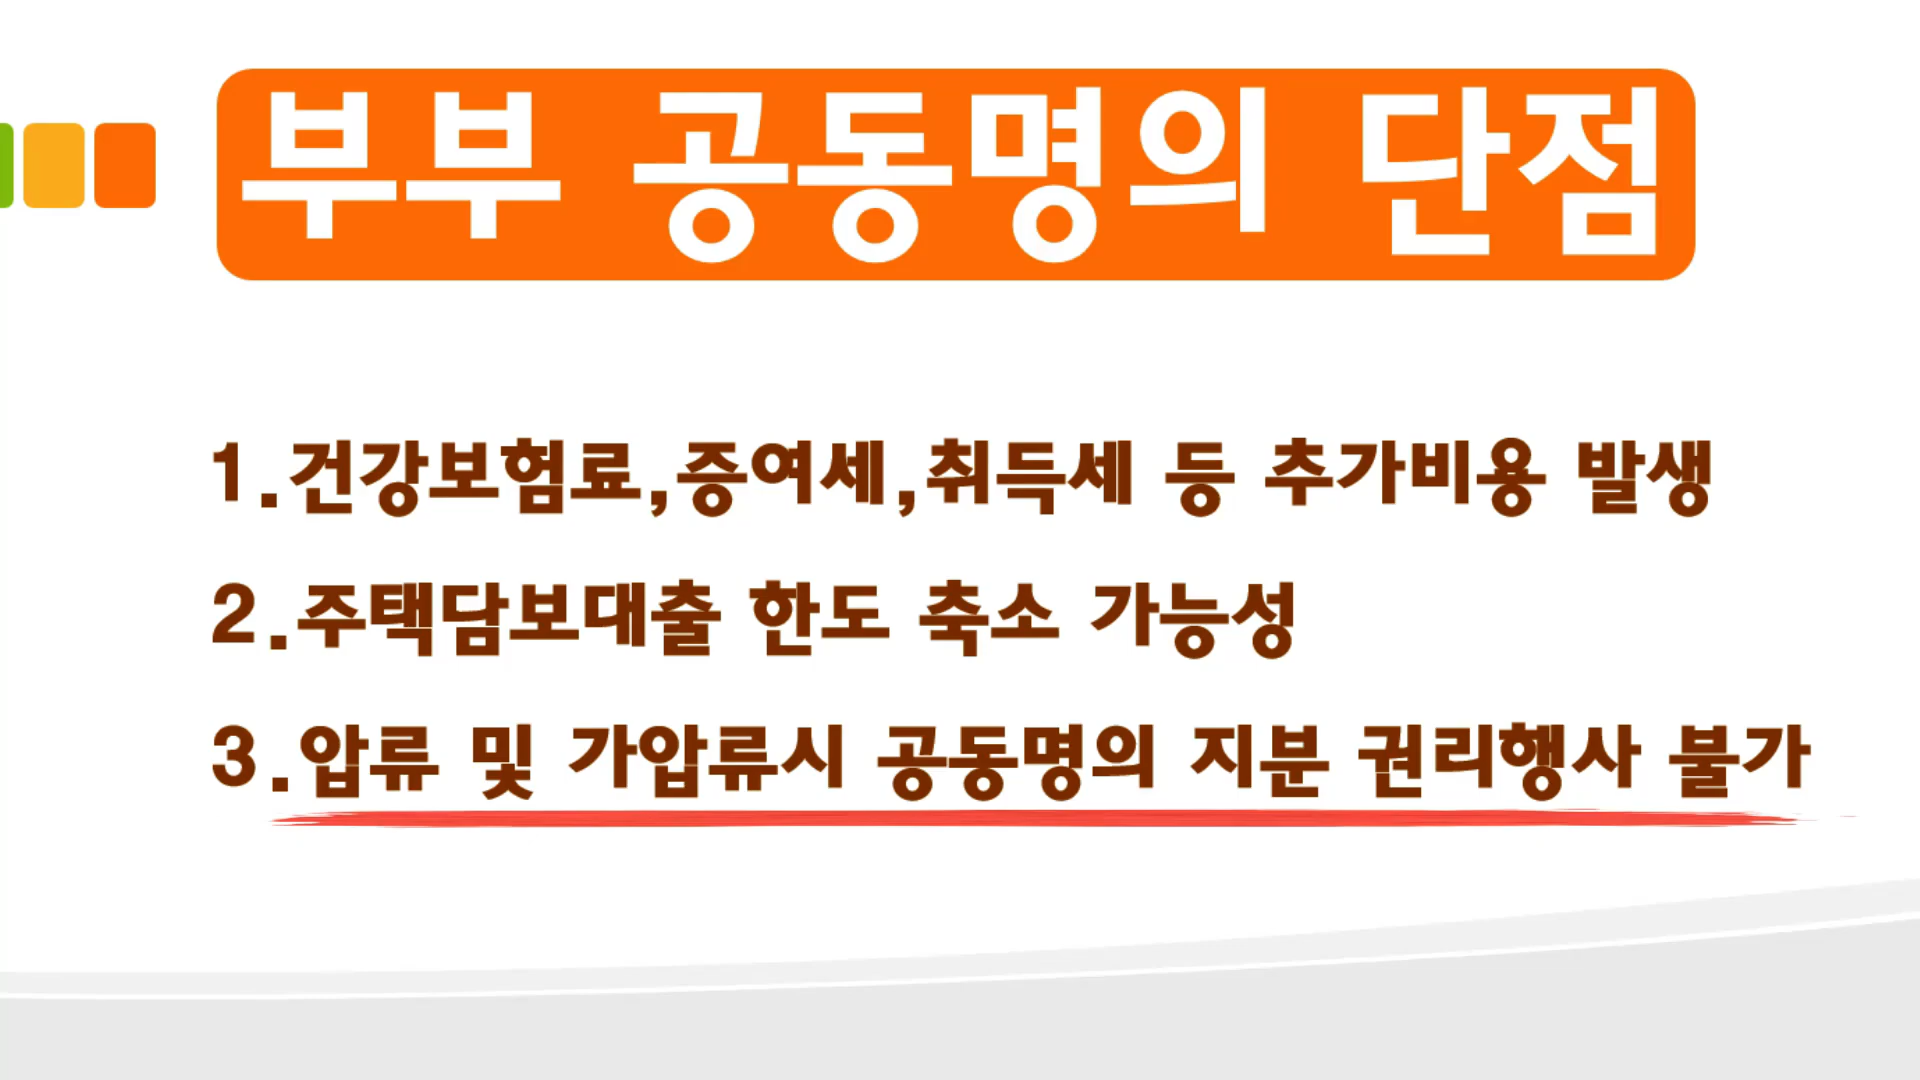 부부 공동명의 단점
1.건강보험료,증여세,취득세 등 추가비용 발생
2.주택담보대출 한도 축소 가능성
3.압류 및 가압류시 공동명의 지분 권리행사 불가